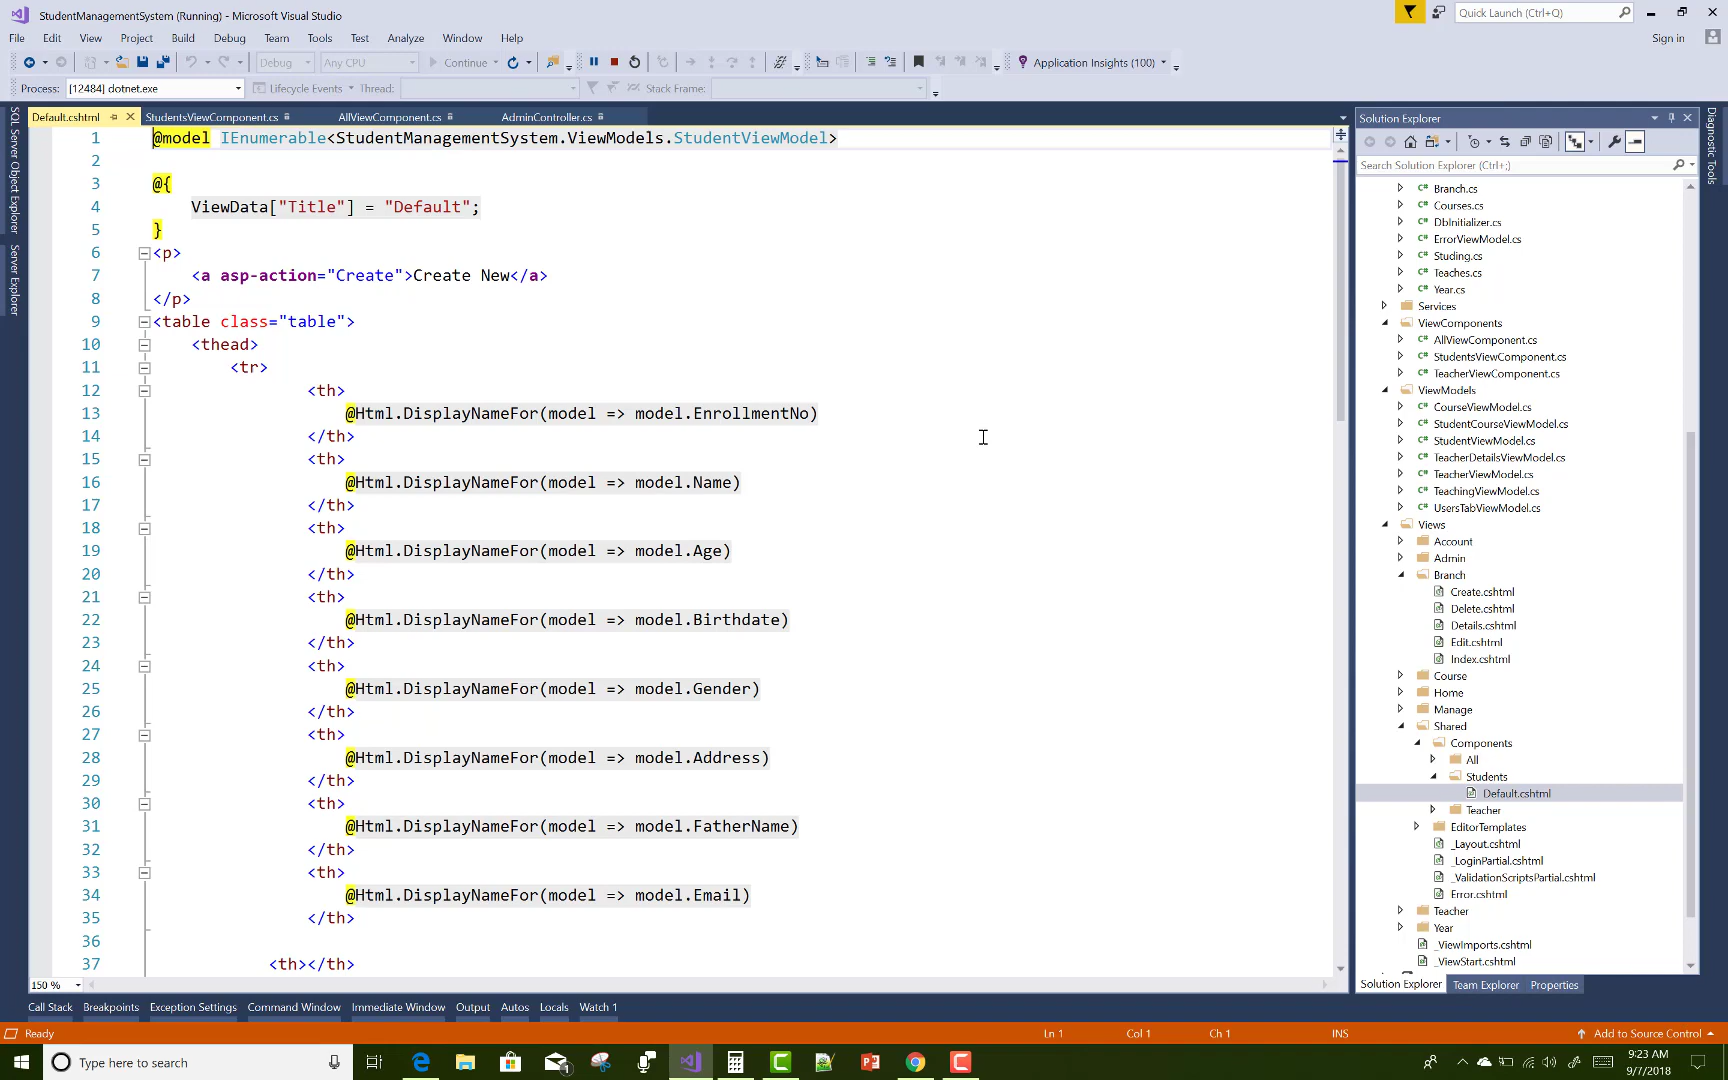 StudentManagementSystem (Running) - Microsoft Visual Studio
Quick Launch (Ctrl+Q)
File Edit View Project Build Debug Team Tools Test Analyze Window Help
Sign in
Debug Any CPU Continue Application Insights (100)
Process: [12484] dotnet.exe Lifecycle Events Thread: Stack Frame:
SQL Server Object Explorer
Server Explorer
Default.cshtml StudentsViewComponent.cs AllViewComponent.cs AdminController.cs
1 @model IEnumerable<StudentManagementSystem.ViewModels.StudentViewModel>
2
3 @{
4 ViewData["Title"] = "Default";
5 }
6 <p>
7 <a asp-action="Create">Create New</a>
8 </p>
9 <table class="table">
10 <thead>
11 <tr>
12 <th>
13 @Html.DisplayNameFor(model => model.EnrollmentNo)
14 </th>
15 <th>
16 @Html.DisplayNameFor(model => model.Name)
17 </th>
18 <th>
19 @Html.DisplayNameFor(model => model.Age)
20 </th>
21 <th>
22 @Html.DisplayNameFor(model => model.Birthdate)
23 </th>
24 <th>
25 @Html.DisplayNameFor(model => model.Gender)
26 </th>
27 <th>
28 @Html.DisplayNameFor(model => model.Address)
29 </th>
30 <th>
31 @Html.DisplayNameFor(model => model.FatherName)
32 </th>
33 <th>
34 @Html.DisplayNameFor(model => model.Email)
35 </th>
36
37 <th></th>
150 %
Solution Explorer
Search Solution Explorer (Ctrl+;)
Branch.cs
Courses.cs
DbInitializer.cs
ErrorViewModel.cs
Studing.cs
Teaches.cs
Year.cs
Services
ViewComponents
AllViewComponent.cs
StudentsViewComponent.cs
TeacherViewComponent.cs
ViewModels
CourseViewModel.cs
StudentCourseViewModel.cs
StudentViewModel.cs
TeacherDetailsViewModel.cs
TeacherViewModel.cs
TeachingViewModel.cs
UsersTabViewModel.cs
Views
Account
Admin
Branch
Create.cshtml
Delete.cshtml
Details.cshtml
Edit.cshtml
Index.cshtml
Course
Home
Manage
Shared
Components
All
Students
Default.cshtml
Teacher
EditorTemplates
_Layout.cshtml
_LoginPartial.cshtml
_ValidationScriptsPartial.cshtml
Error.cshtml
Teacher
Year
_ViewImports.cshtml
_ViewStart.cshtml
Solution Explorer Team Explorer Properties
Diagnostic Tools
Call Stack Breakpoints Exception Settings Command Window Immediate Window Output Autos Locals Watch 1
Ready Ln 1 Col 1 Ch 1 INS Add to Source Control
Type here to search
1
9:23 AM
9/7/2018